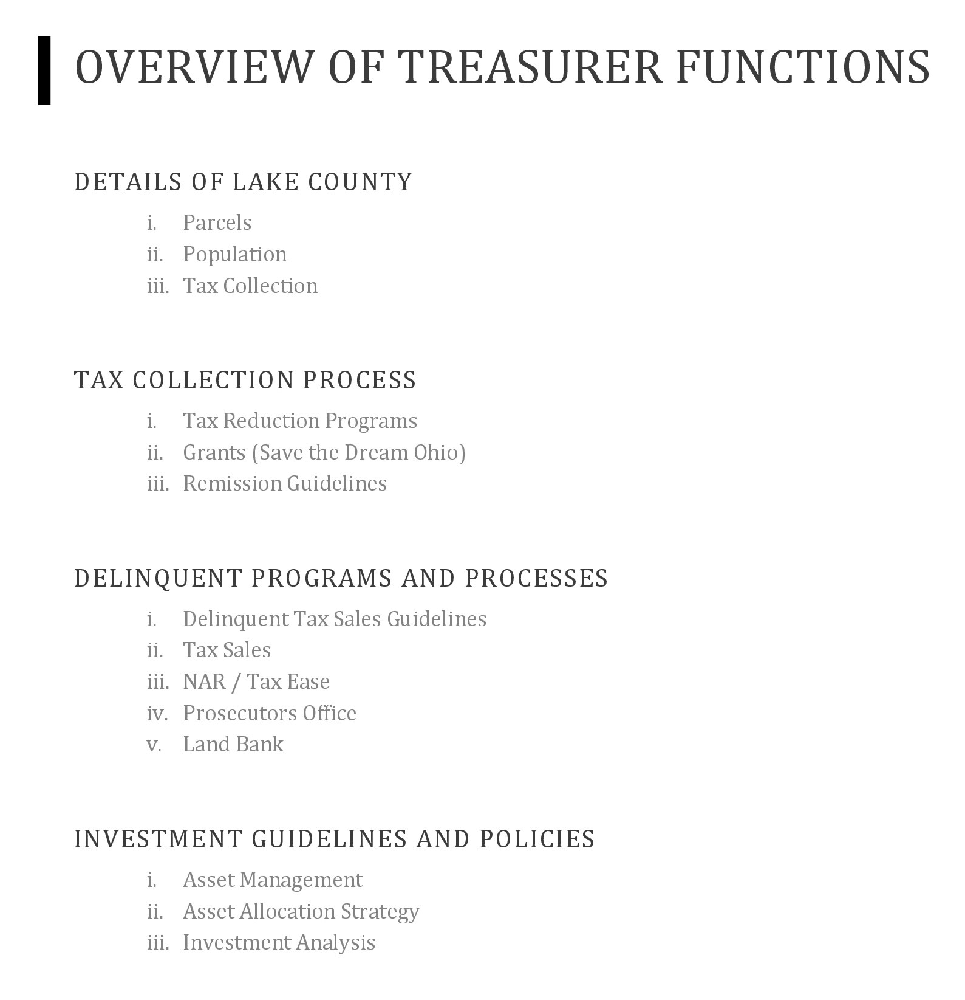 OVERVIEW OF TREASURER FUNCTIONS
DETAILS OF LAKE COUNTY
i. Parcels
ii. Population
iii. Tax Collection
TAX COLLECTION PROCESS
i. Tax Reduction Programs
ii. Grants (Save the Dream Ohio)
iii. Remission Guidelines
DELINQUENT PROGRAMS AND PROCESSES
i. Delinquent Tax Sales Guidelines
ii. Tax Sales
iii. NAR / Tax Ease
iv. Prosecutors Office
v. Land Bank
INVESTMENT GUIDELINES AND POLICIES
i. Asset Management
ii. Asset Allocation Strategy
iii. Investment Analysis